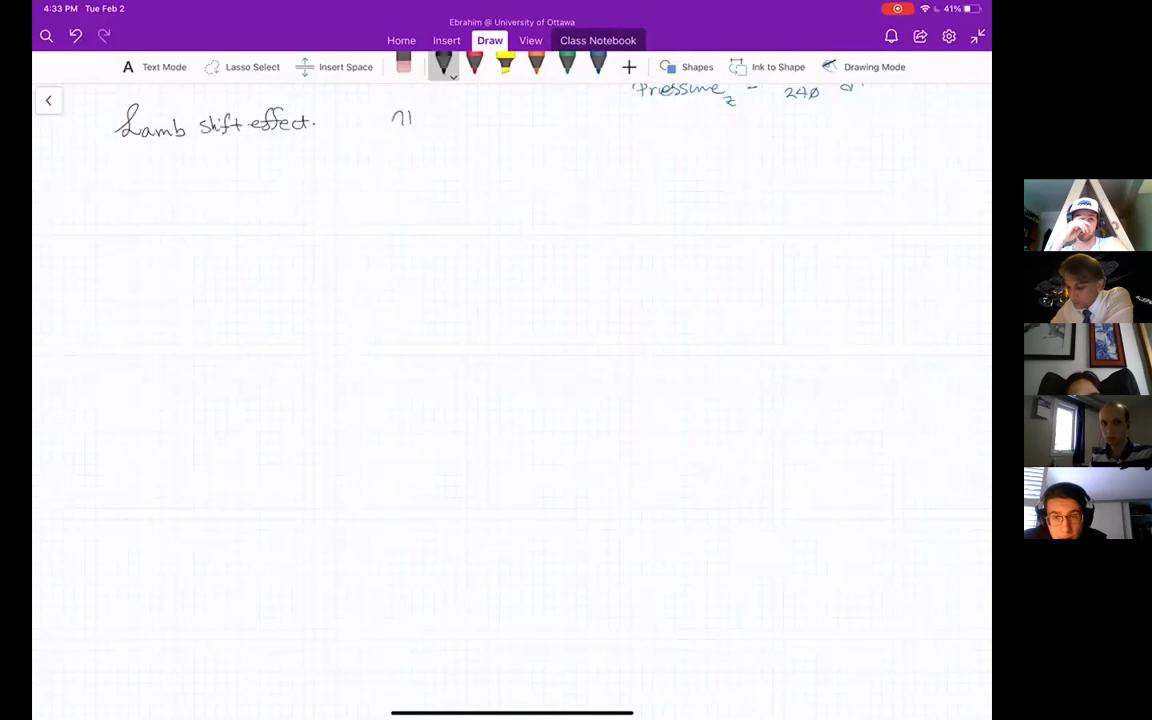 4:33 PM Tue Feb 2
41%
Ebrahim @ University of Ottawa
Home Insert Draw View Class Notebook
Text Mode Lasso Select Insert Space Shapes Ink to Shape Drawing Mode
Pressure z = 240
Lamb shift effect.